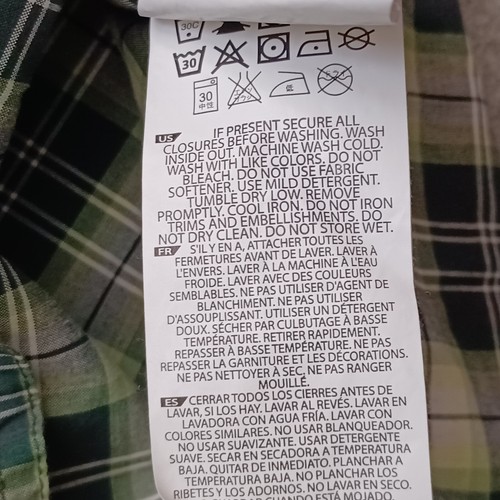 30C
30
30
中性
低
US IF PRESENT SECURE ALL
CLOSURES BEFORE WASHING. WASH
INSIDE OUT. MACHINE WASH COLD.
WASH WITH LIKE COLORS. DO NOT
BLEACH. DO NOT USE FABRIC
SOFTENER. USE MILD DETERGENT.
TUMBLE DRY LOW. REMOVE
PROMPTLY. COOL IRON. DO NOT IRON
TRIMS AND EMBELLISHMENTS. DO
NOT DRY CLEAN. DO NOT STORE WET.
FR S'IL Y EN A, ATTACHER TOUTES LES
FERMETURES AVANT DE LAVER. LAVER À
L'ENVERS. LAVER À LA MACHINE À L'EAU
FROIDE. LAVER AVEC DES COULEURS
SEMBLABLES. NE PAS UTILISER D'AGENT DE
BLANCHIMENT. NE PAS UTILISER
D'ASSOUPLISSANT. UTILISER UN DÉTERGENT
DOUX. SÉCHER PAR CULBUTAGE À BASSE
TEMPÉRATURE. RETIRER RAPIDEMENT.
REPASSER À BASSE TEMPÉRATURE. NE PAS
REPASSER LA GARNITURE ET LES DÉCORATIONS.
NE PAS NETTOYER À SEC, NE PAS RANGER
MOUILLÉ.
ES CERRAR TODOS LOS CIERRES ANTES DE
LAVAR, SI LOS HAY. LAVAR AL REVÉS. LAVAR EN
LAVADORA CON AGUA FRÍA. LAVAR CON
COLORES SIMILARES. NO USAR BLANQUEADOR.
NO USAR SUAVIZANTE. USAR DETERGENTE
SUAVE. SECAR EN SECADORA A TEMPERATURA
BAJA. QUITAR DE INMEDIATO. PLANCHAR A
TEMPERATURA BAJA. NO PLANCHAR LOS
RIBETES Y LOS ADORNOS. NO LAVAR EN SECO.